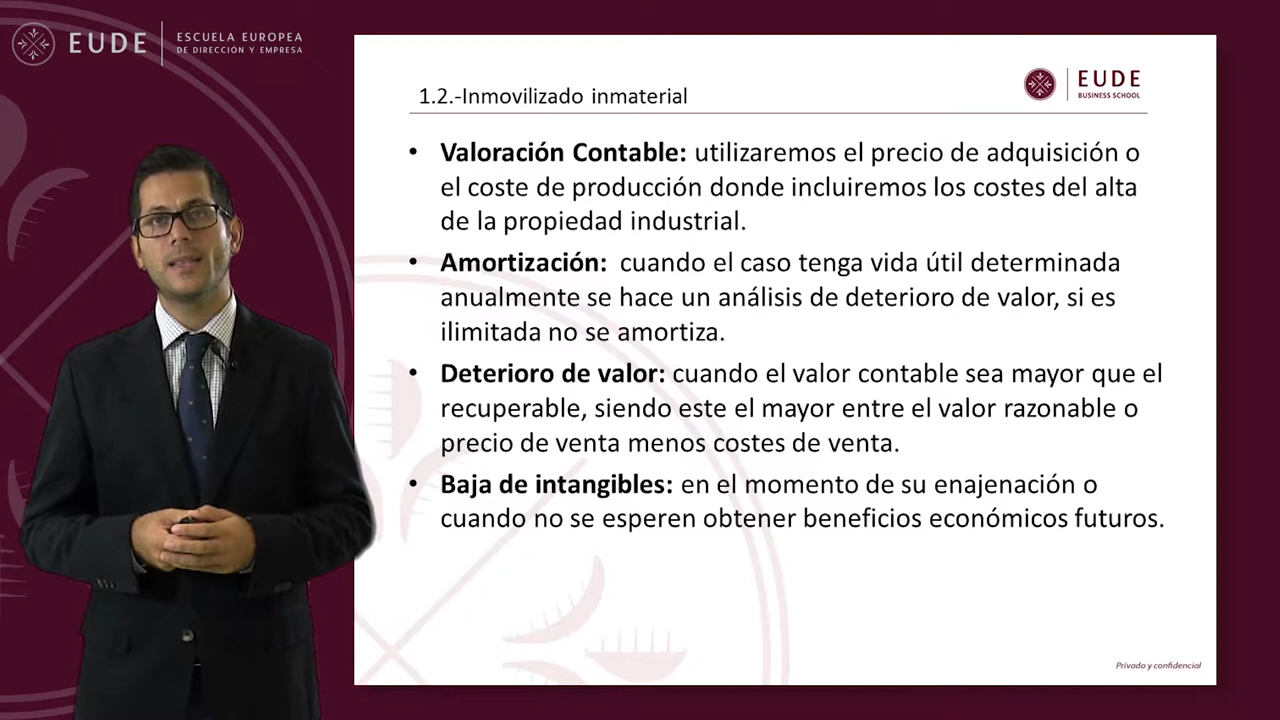 EUDE
ESCUELA EUROPEA
DE DIRECCIÓN Y EMPRESA
1.2.-Inmovilizado inmaterial
EUDE
BUSINESS SCHOOL
• Valoración Contable: utilizaremos el precio de adquisición o
el coste de producción donde incluiremos los costes del alta
de la propiedad industrial.
• Amortización: cuando el caso tenga vida útil determinada
anualmente se hace un análisis de deterioro de valor, si es
ilimitada no se amortiza.
• Deterioro de valor: cuando el valor contable sea mayor que el
recuperable, siendo este el mayor entre el valor razonable o
precio de venta menos costes de venta.
• Baja de intangibles: en el momento de su enajenación o
cuando no se esperen obtener beneficios económicos futuros.
Privado y confidencial